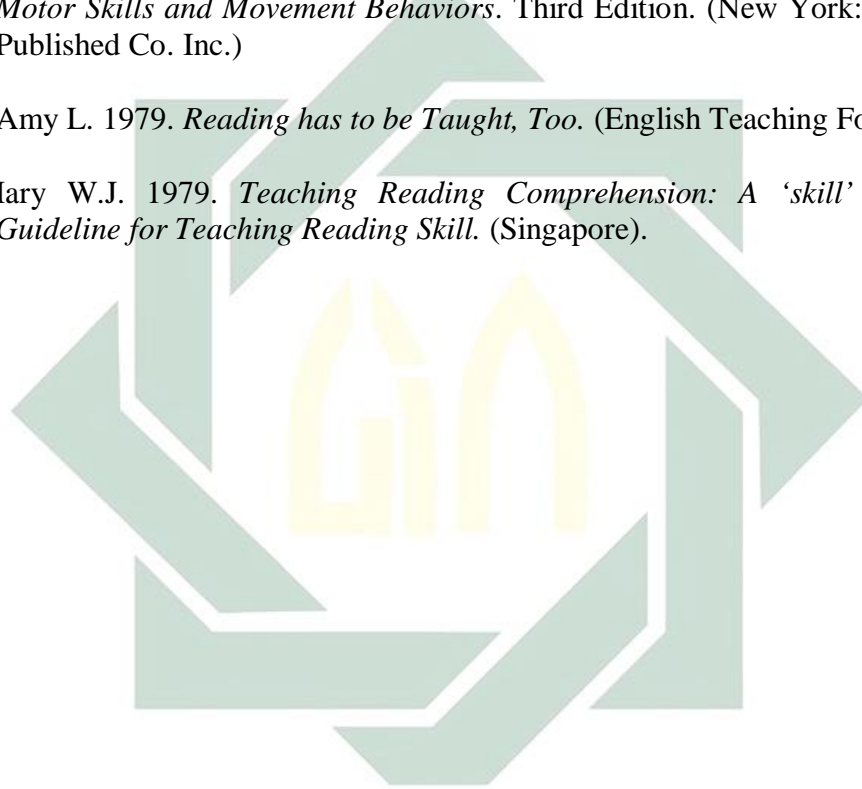 Motor Skills and Movement Behaviors. Third Edition. (New York:
Published Co. Inc.)
Amy L. 1979. Reading has to be Taught, Too. (English Teaching Fo
ary W.J. 1979. Teaching Reading Comprehension: A ‘skill’
Guideline for Teaching Reading Skill. (Singapore).